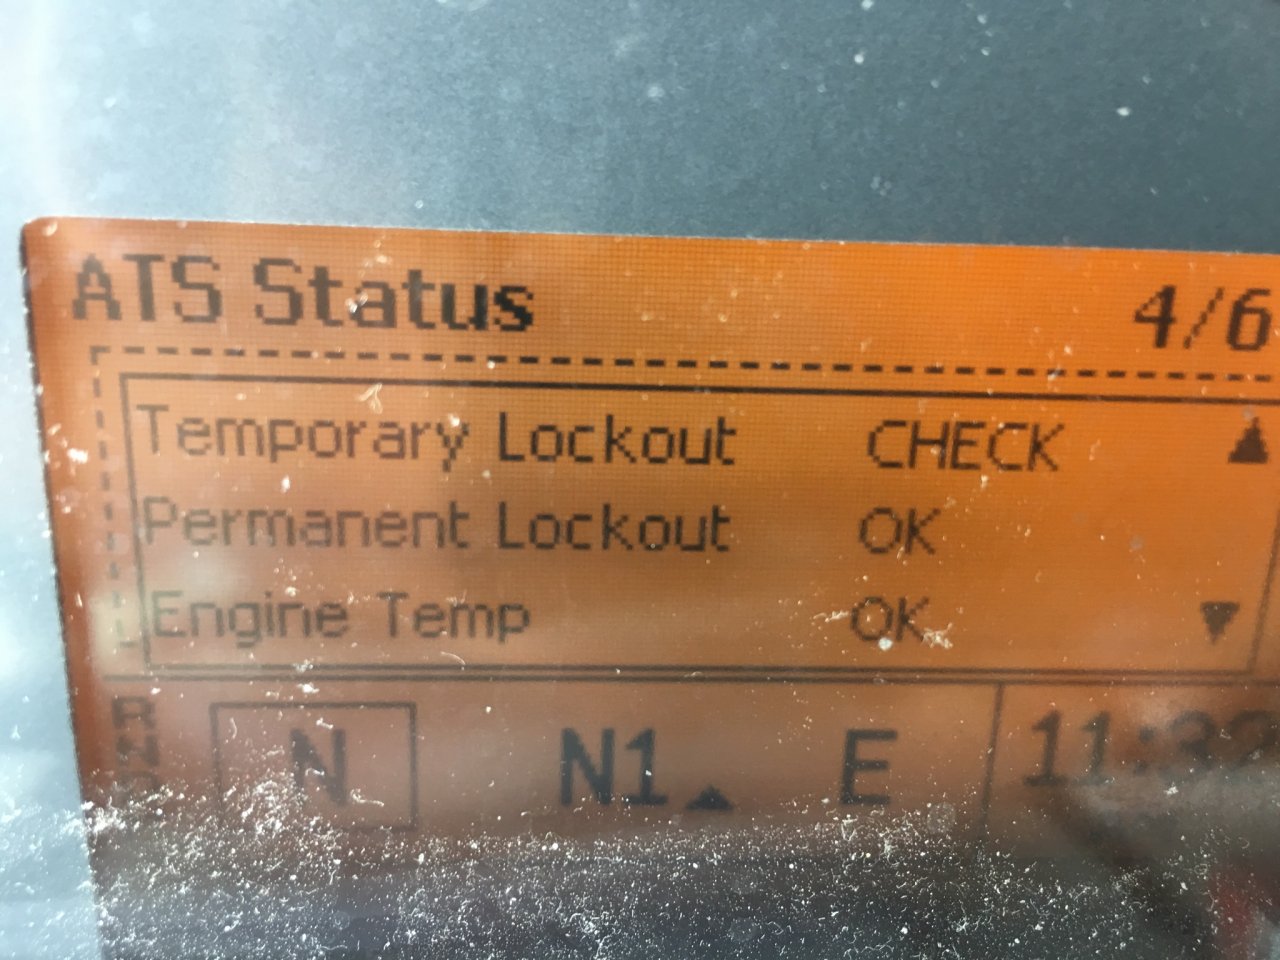 ATS Status 4/6
Temporary Lockout CHECK
Permanent Lockout OK
Engine Temp OK
R
N
N N1 E